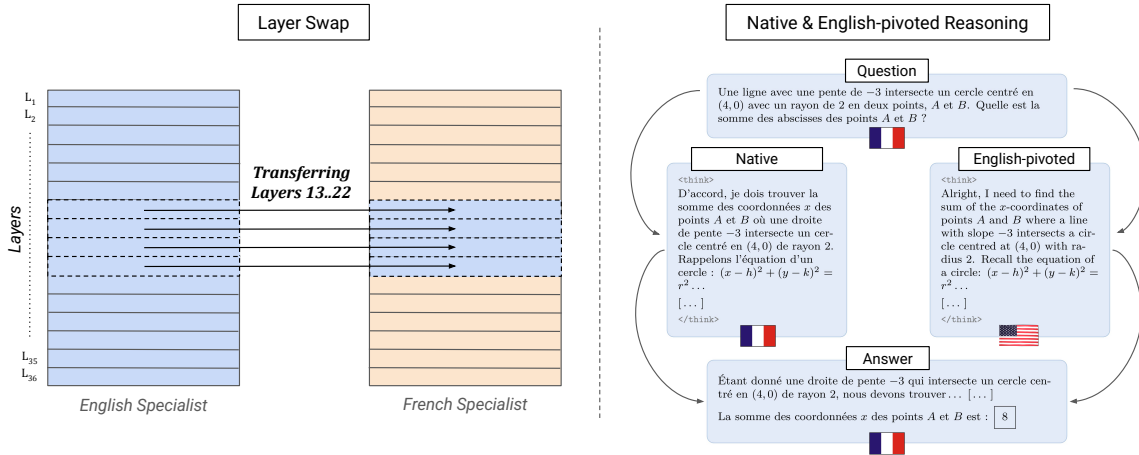 Layer Swap
L1
L2
Layers
L35
L36
Transferring
Layers 13..22
English Specialist
French Specialist
Native & English-pivoted Reasoning
Question
Une ligne avec une pente de −3 intersecte un cercle centré en
(4, 0) avec un rayon de 2 en deux points, A et B. Quelle est la
somme des abscisses des points A et B ?
Native
<think>
D'accord, je dois trouver la
somme des coordonnées x des
points A et B où une droite
de pente −3 intersecte un cer-
cle centré en (4, 0) de rayon 2.
Rappelons l'équation d'un
cercle : (x − h)² + (y − k)² =
r² ...
[...]
</think>
English-pivoted
<think>
Alright, I need to find the
sum of the x-coordinates of
points A and B where a line
with slope −3 intersects a cir-
cle centred at (4, 0) with ra-
dius 2. Recall the equation of
a circle: (x − h)² + (y − k)² =
r² ...
[...]
</think>
Answer
Étant donné une droite de pente −3 qui intersecte un cercle cen-
tré en (4, 0) de rayon 2, nous devons trouver... [...]
La somme des coordonnées x des points A et B est : 8